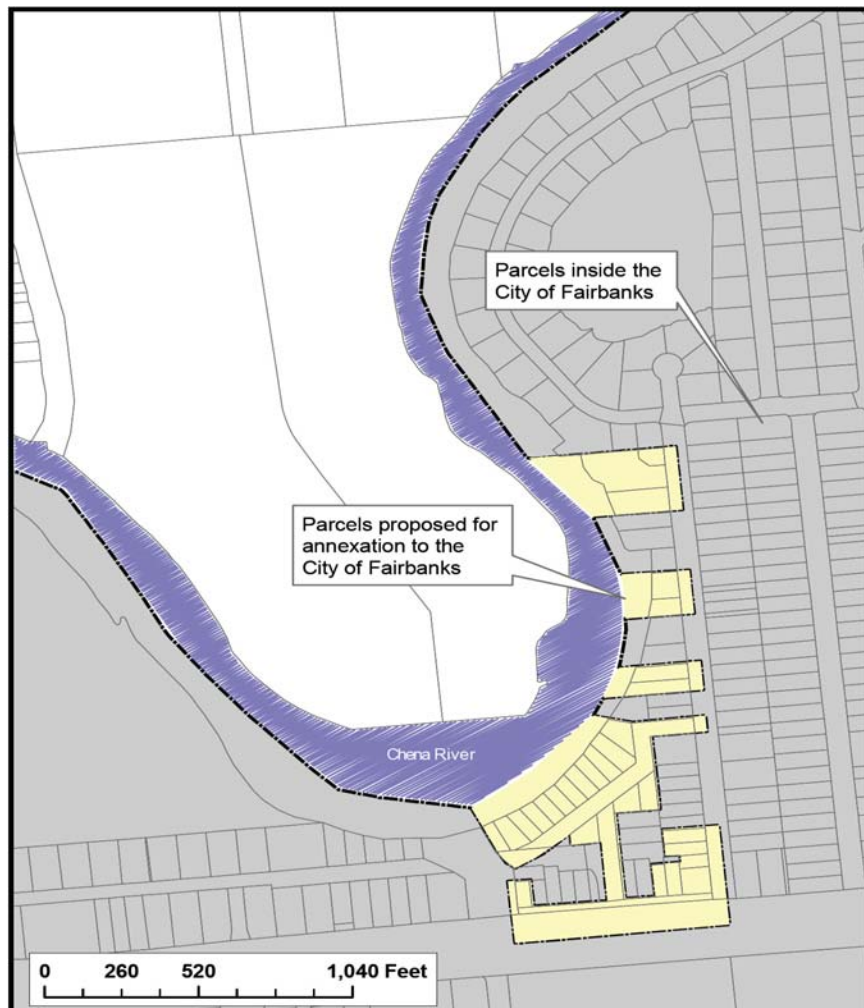 Parcels inside the
City of Fairbanks
Parcels proposed for
annexation to the
City of Fairbanks
Chena River
0 260 520 1,040 Feet